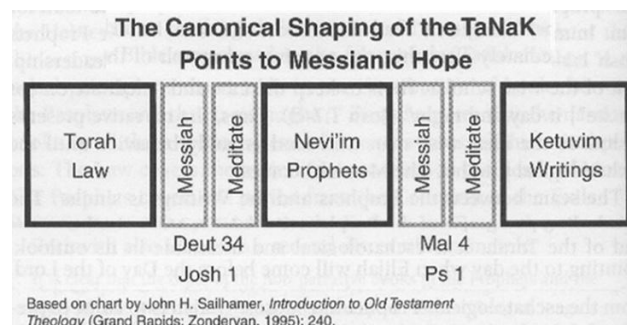 The Canonical Shaping of the TaNaK
Points to Messianic Hope
Torah
Law
Messiah
Meditate
Nevi'im
Prophets
Messiah
Meditate
Ketuvim
Writings
Deut 34
Josh 1
Mal 4
Ps 1
Based on chart by John H. Sailhamer, Introduction to Old Testament
Theology (Grand Rapids: Zondervan, 1995): 240.